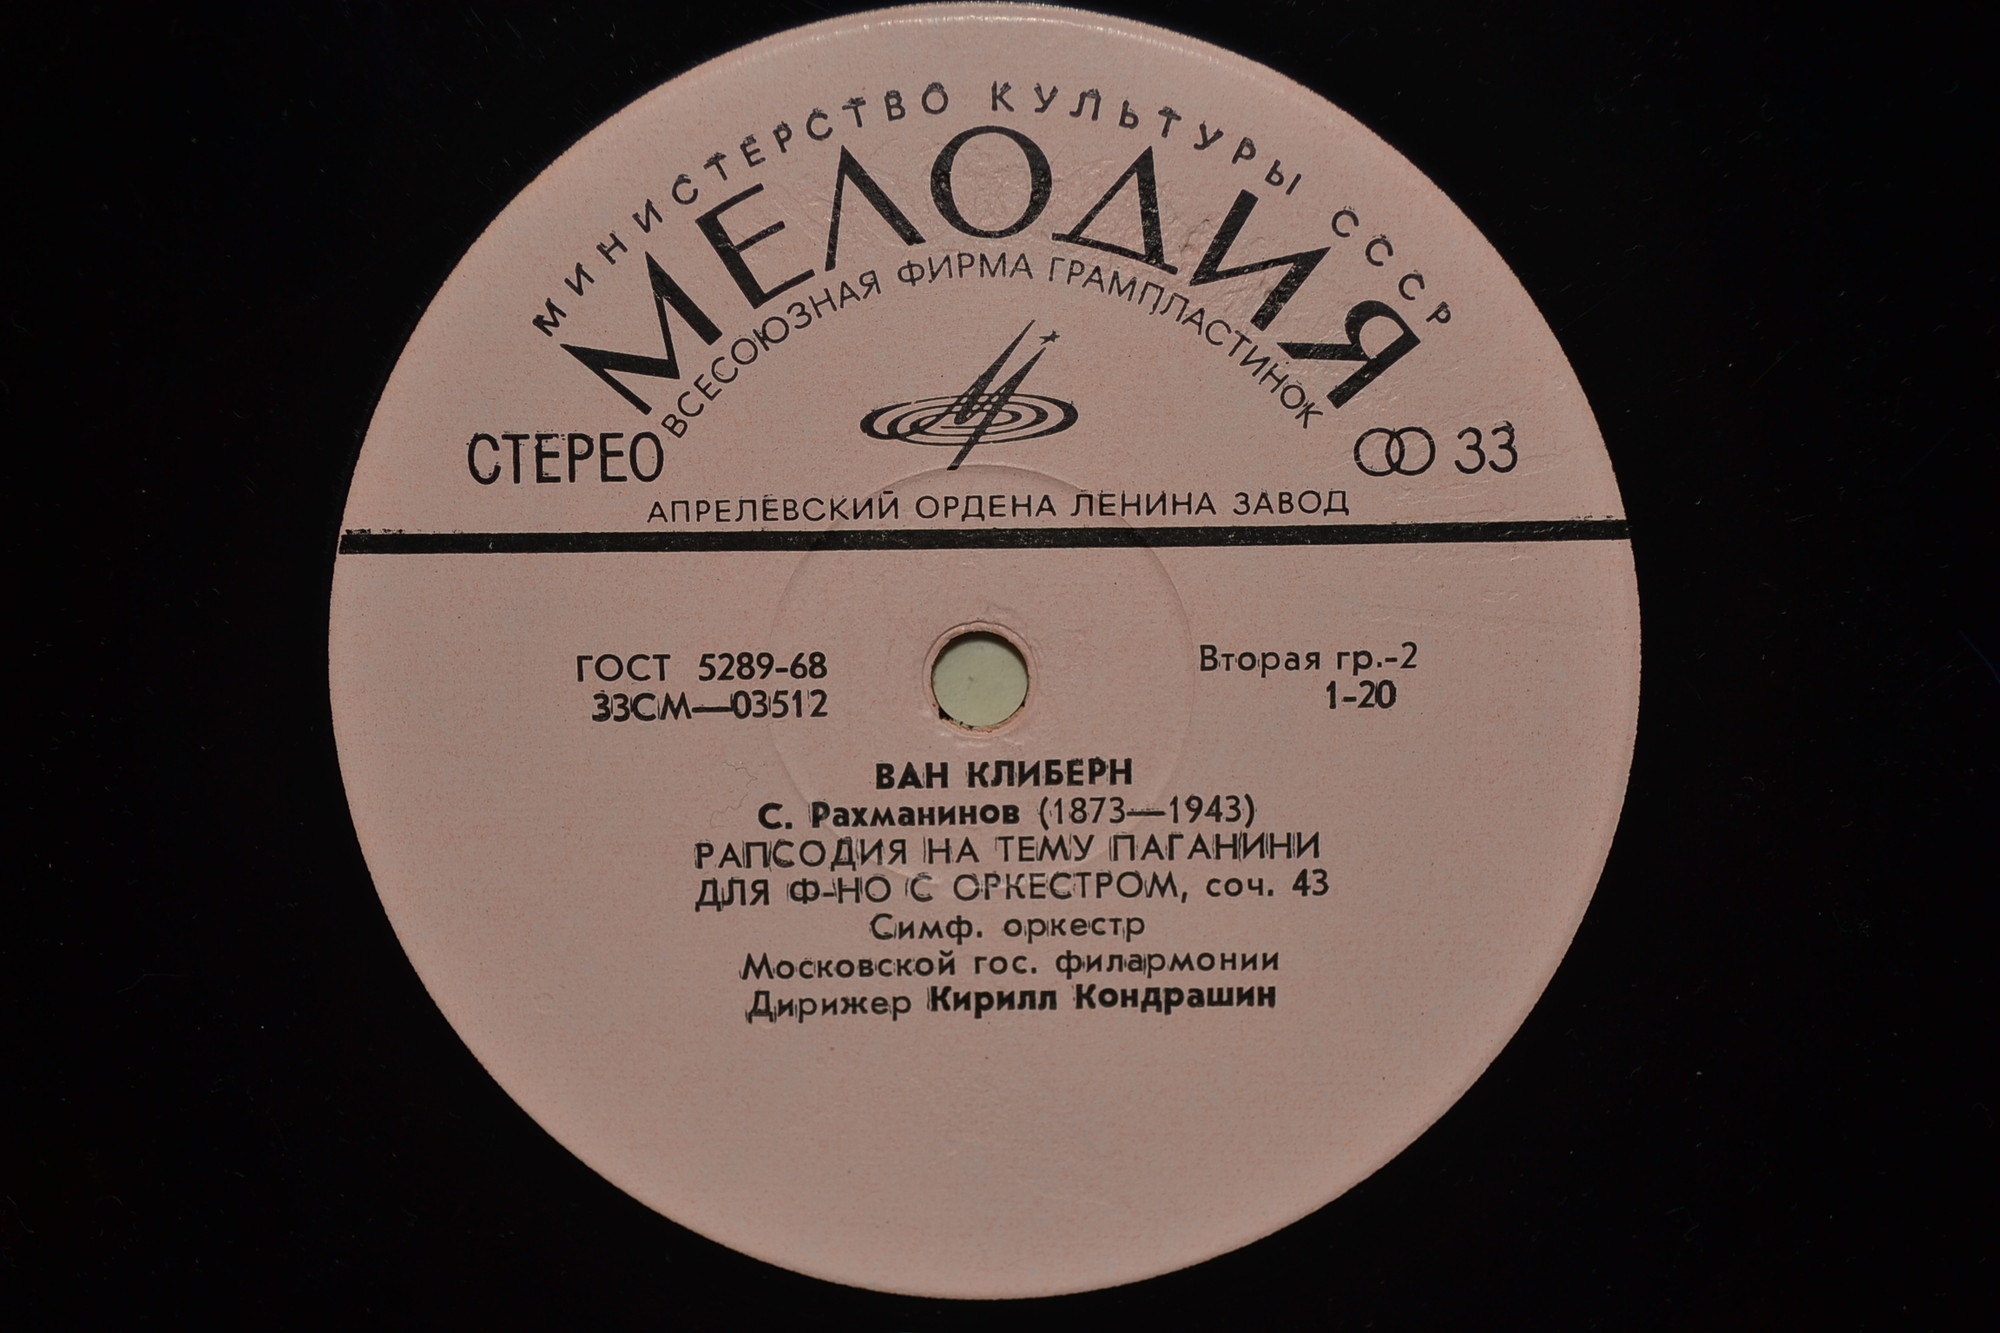 МИНИСТЕРСТВО КУЛЬТУРЫ СССР
МЕЛОДИЯ
ВСЕСОЮЗНАЯ ФИРМА ГРАМПЛАСТИНОК
СТЕРЕО
33
АПРЕЛЕВСКИЙ ОРДЕНА ЛЕНИНА ЗАВОД
ГОСТ 5289-68
33СМ—03512
Вторая гр.-2
1-20
ВАН КЛИБЕРН
С. Рахманинов (1873—1943)
РАПСОДИЯ НА ТЕМУ ПАГАНИНИ
ДЛЯ Ф-НО С ОРКЕСТРОМ, соч. 43
Симф. оркестр
Московской гос. филармонии
Дирижер Кирилл Кондрашин